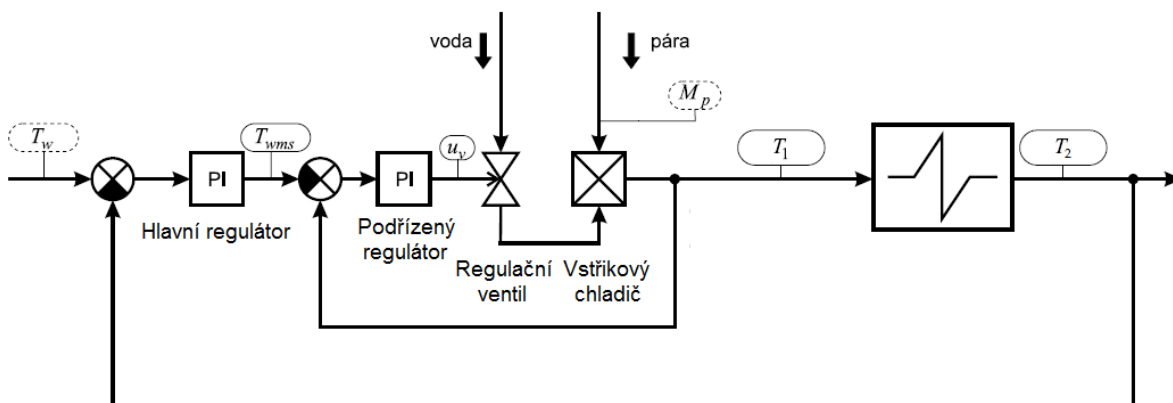 voda
pára
M_p
T_w
T_wms
u_v
T_1
T_2
PI
PI
Hlavní regulátor
Podřízený
regulátor
Regulační
ventil
Vstřikový
chladič